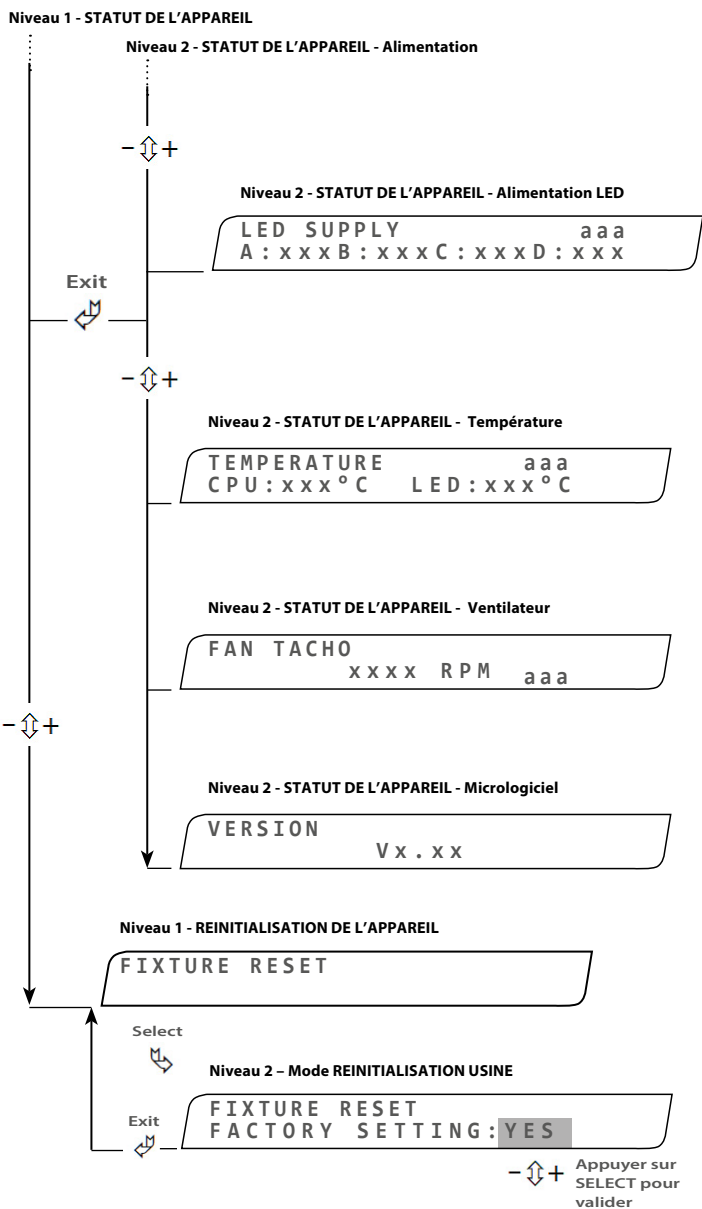 Niveau 1 - STATUT DE L’APPAREIL
Niveau 2 - STATUT DE L’APPAREIL - Alimentation
- +
Niveau 2 - STATUT DE L’APPAREIL - Alimentation LED
LED SUPPLY aaa
A:xxxB:xxxC:xxxD:xxx
Exit
- +
Niveau 2 - STATUT DE L’APPAREIL - Température
TEMPERATURE aaa
CPU:xxx°C LED:xxx°C
Niveau 2 - STATUT DE L’APPAREIL - Ventilateur
FAN TACHO
xxxx RPM aaa
- +
Niveau 2 - STATUT DE L’APPAREIL - Micrologiciel
VERSION
Vx.xx
Niveau 1 - REINITIALISATION DE L’APPAREIL
FIXTURE RESET
Select
Niveau 2 – Mode REINITIALISATION USINE
FIXTURE RESET
FACTORY SETTING:YES
Exit
- +
Appuyer sur
SELECT pour
valider